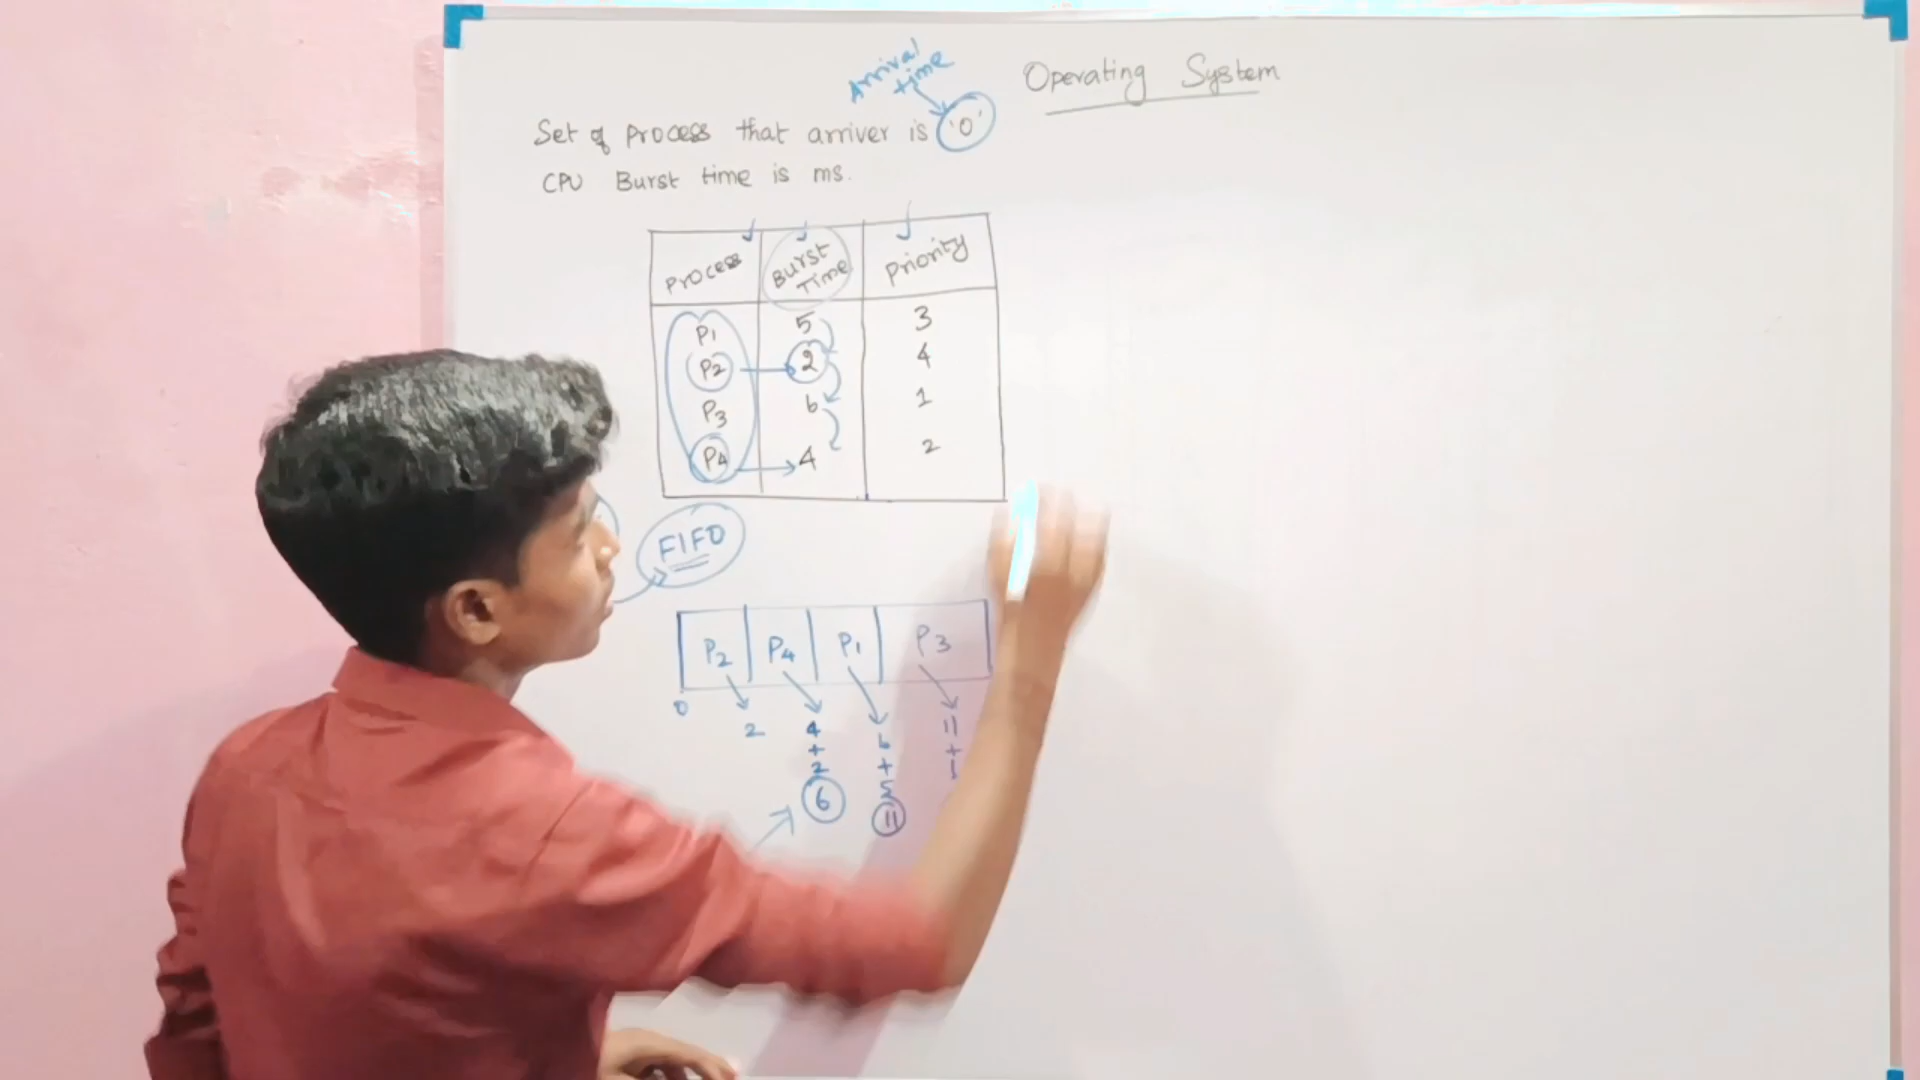 Operating System
Arrival
time
Set of process that arriver is '0'
CPU Burst time is ms.
Process Burst Time Priority
P1 5 3
P2 2 4
P3 6 1
P4 4 2
FIFO
P2 P4 P1 P3
0 2 4 6 11
+ + +
2 5
6 11